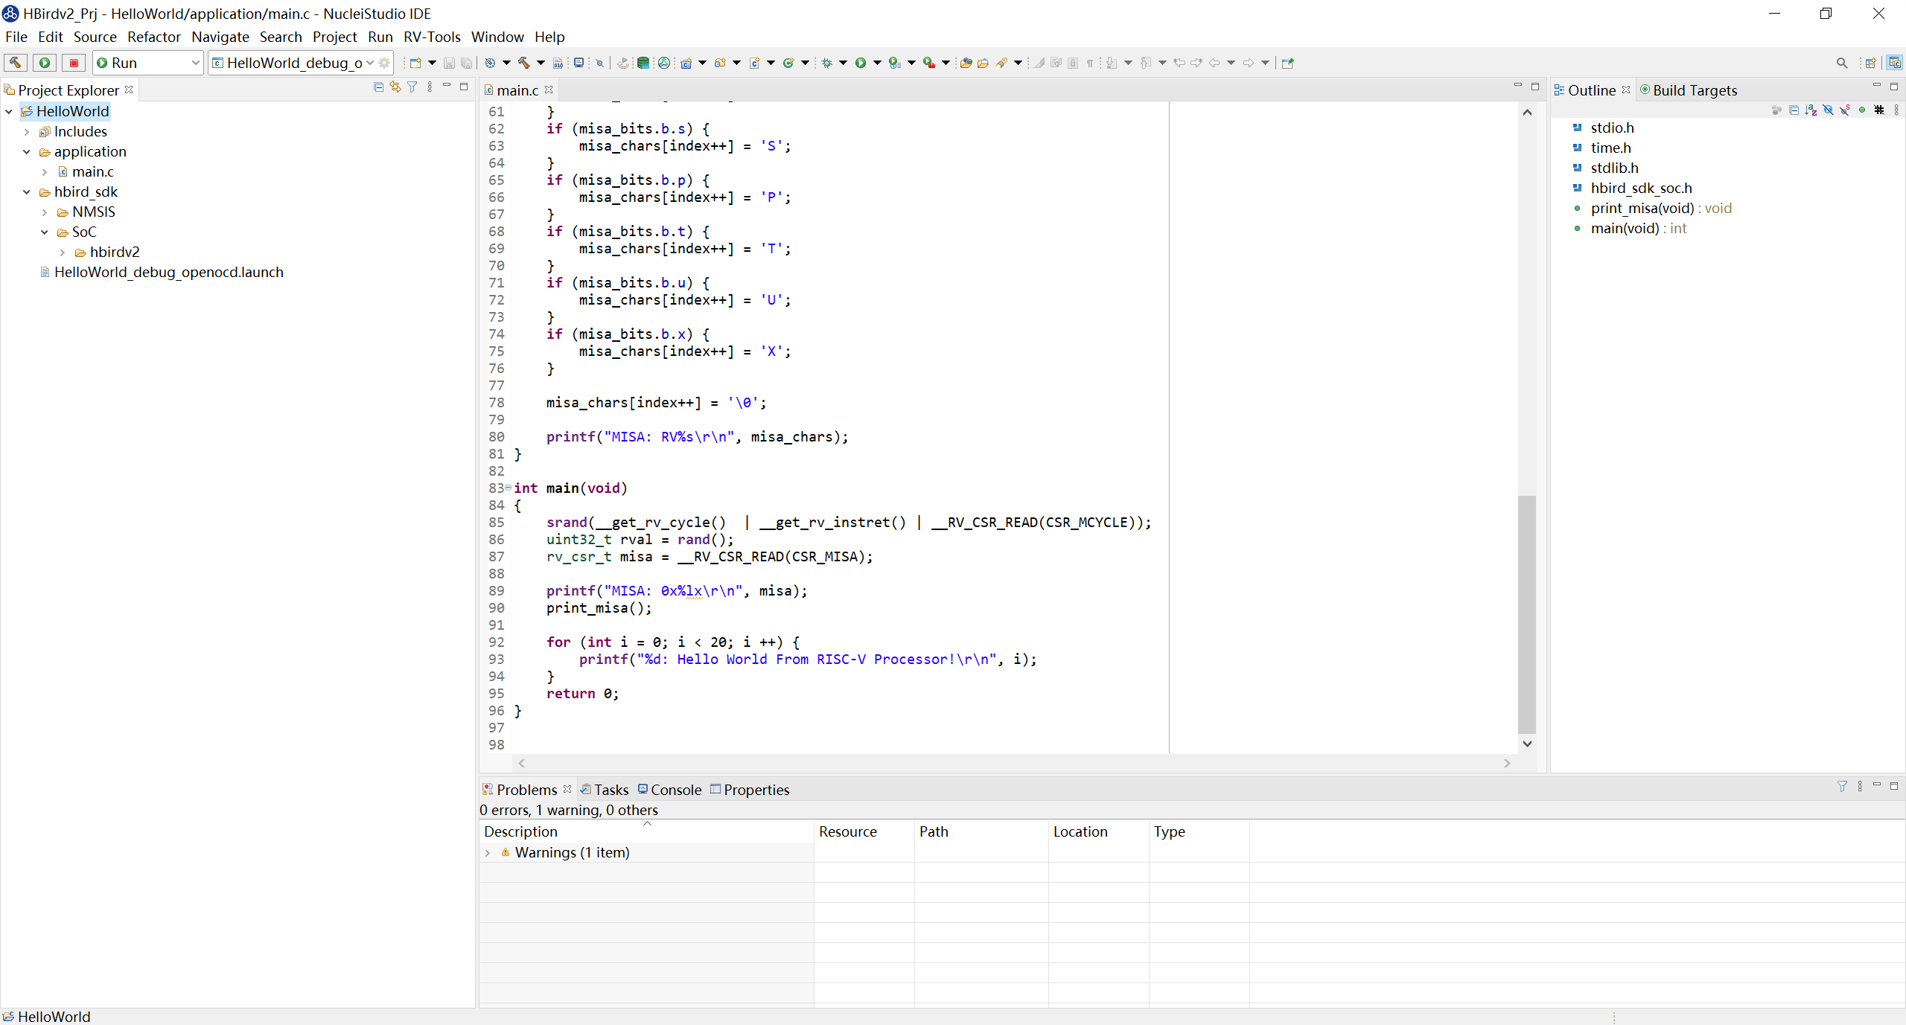 HBirdv2_Prj - HelloWorld/application/main.c - NucleiStudio IDE
File Edit Source Refactor Navigate Search Project Run RV-Tools Window Help
Run HelloWorld_debug_o
Project Explorer
HelloWorld
Includes
application
main.c
hbird_sdk
NMSIS
SoC
hbirdv2
HelloWorld_debug_openocd.launch
main.c
61     }
62     if (misa_bits.b.s) {
63         misa_chars[index++] = 'S';
64     }
65     if (misa_bits.b.p) {
66         misa_chars[index++] = 'P';
67     }
68     if (misa_bits.b.t) {
69         misa_chars[index++] = 'T';
70     }
71     if (misa_bits.b.u) {
72         misa_chars[index++] = 'U';
73     }
74     if (misa_bits.b.x) {
75         misa_chars[index++] = 'X';
76     }
77
78     misa_chars[index++] = '\0';
79
80     printf("MISA: RV%s\r\n", misa_chars);
81 }
82
83 int main(void)
84 {
85     srand(__get_rv_cycle()  | __get_rv_instret() | __RV_CSR_READ(CSR_MCYCLE));
86     uint32_t rval = rand();
87     rv_csr_t misa = __RV_CSR_READ(CSR_MISA);
88
89     printf("MISA: 0x%lx\r\n", misa);
90     print_misa();
91
92     for (int i = 0; i < 20; i ++) {
93         printf("%d: Hello World From RISC-V Processor!\r\n", i);
94     }
95     return 0;
96 }
97
98
Outline Build Targets
stdio.h
time.h
stdlib.h
hbird_sdk_soc.h
print_misa(void) : void
main(void) : int
Problems Tasks Console Properties
0 errors, 1 warning, 0 others
Description Resource Path Location Type
Warnings (1 item)
HelloWorld